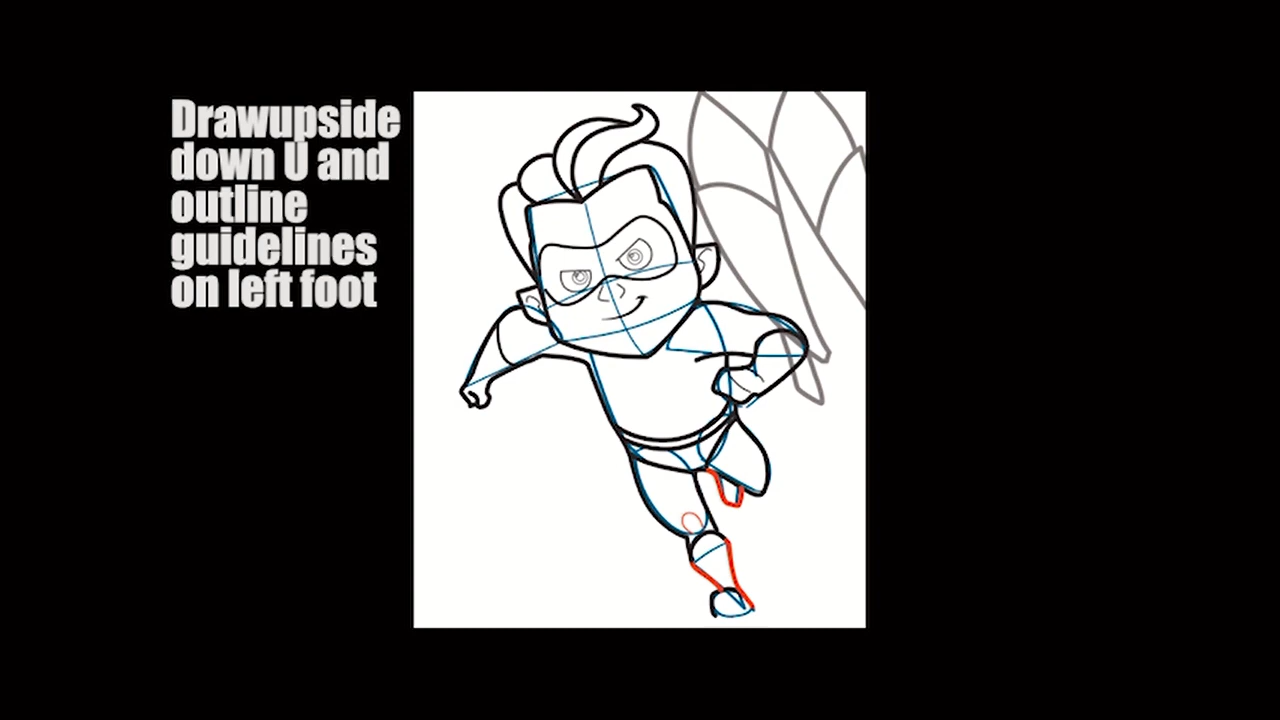 Drawupside
down U and
outline
guidelines
on left foot